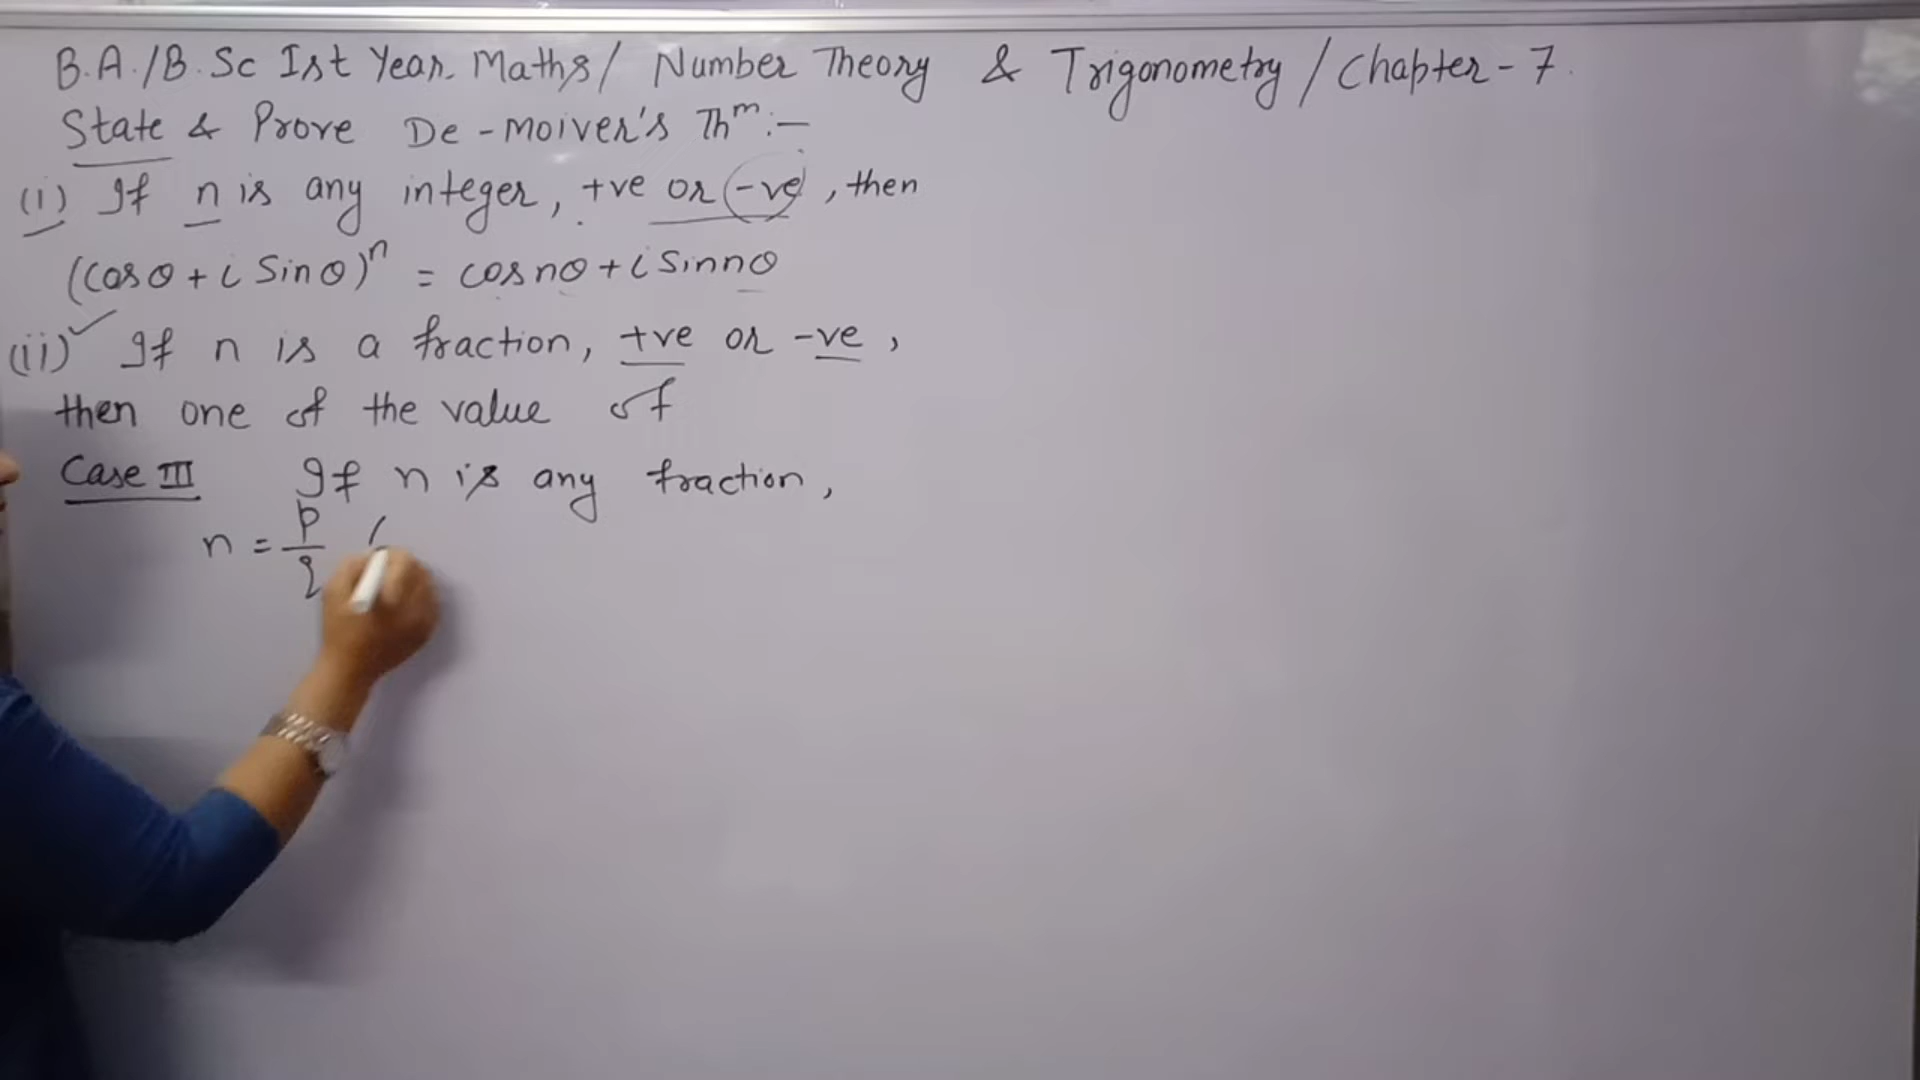 B.A./B.Sc Ist Year Maths/ Number Theory & Trigonometry / Chapter-7.
State & Prove De-moiver's Thᵐ:-
(i) If n is any integer, +ve or -ve, then
(cosθ + i Sinθ)ⁿ = cos nθ + i Sin nθ
(ii) If n is a fraction, +ve or -ve,
then one of the value of
Case III If n is any fraction,
n = p/q (